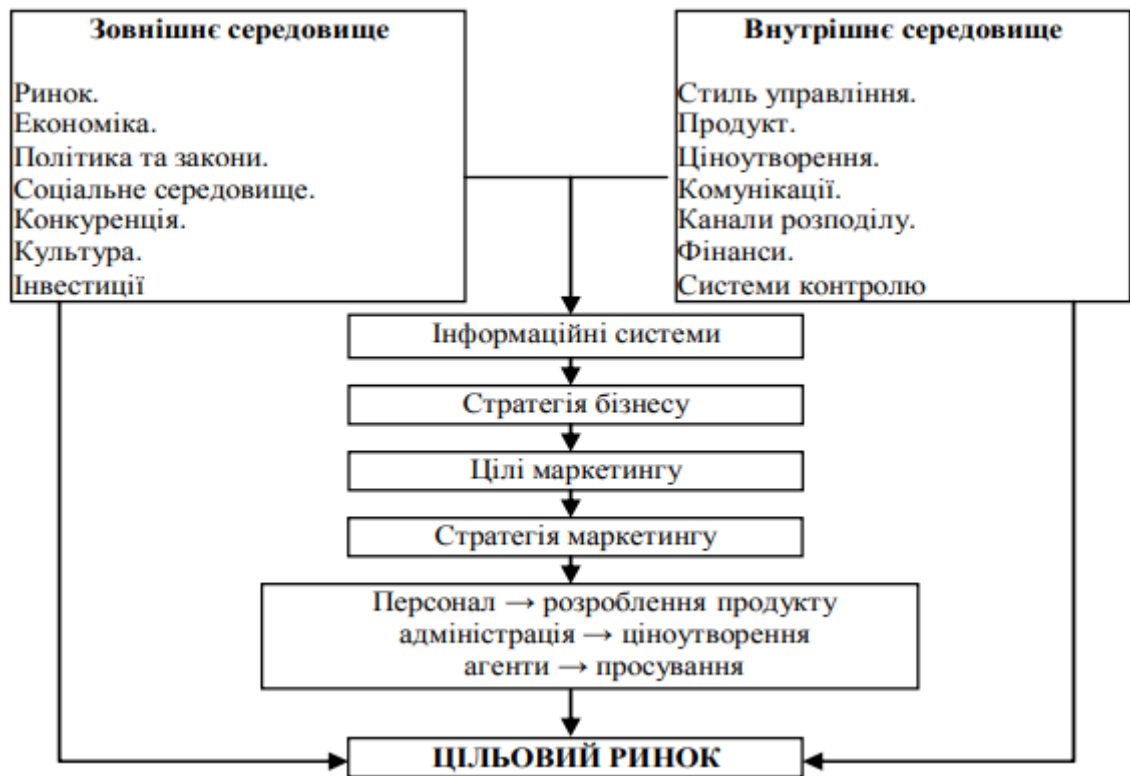 Зовнішнє середовище
Ринок.
Економіка.
Політика та закони.
Соціальне середовище.
Конкуренція.
Культура.
Інвестиції
Внутрішнє середовище
Стиль управління.
Продукт.
Ціноутворення.
Комунікації.
Канали розподілу.
Фінанси.
Системи контролю
Інформаційні системи
Стратегія бізнесу
Цілі маркетингу
Стратегія маркетингу
Персонал → розроблення продукту
адміністрація → ціноутворення
агенти → просування
ЦІЛЬОВИЙ РИНОК